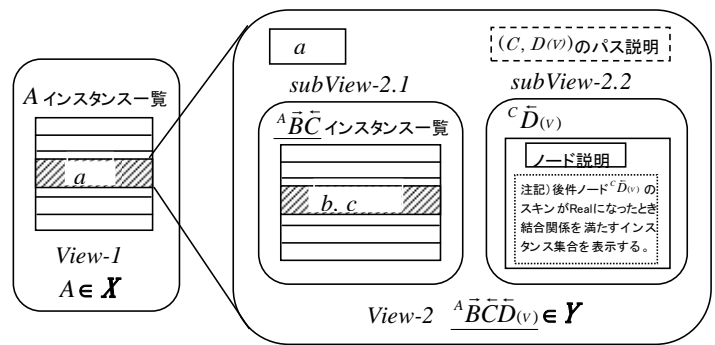 A インスタンス一覧
a
View-1
A ∈ X
a
(C, D(V))のパス説明
subView-2.1
subView-2.2
ᴬB⃗C⃖ インスタンス一覧
b. c
ᶜD⃖(V)
ノード説明
注記)後件ノードᶜD⃖(V) の
スキンがRealになったとき
結合関係を満たすインス
タンス集合を表示する。
View-2 ᴬB⃗C⃖D⃖(V) ∈ Y